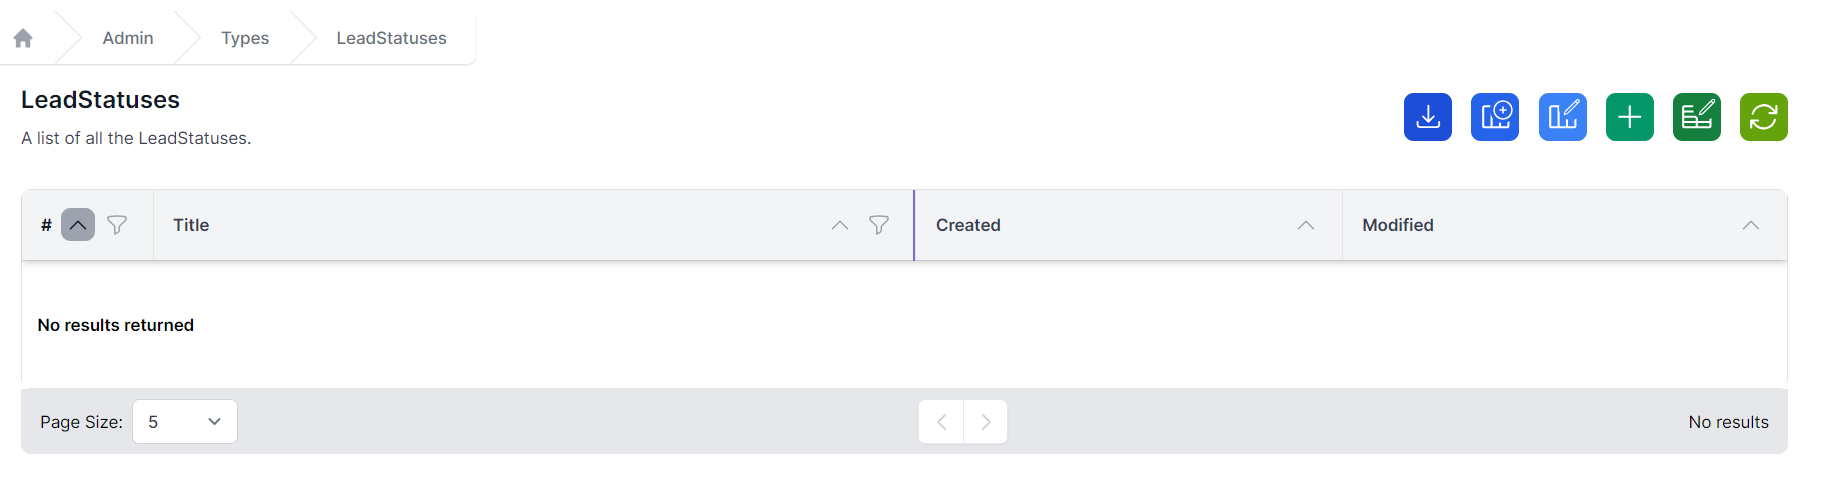 Admin Types LeadStatuses
LeadStatuses
A list of all the LeadStatuses.
# Title Created Modified
No results returned
Page Size: 5 No results